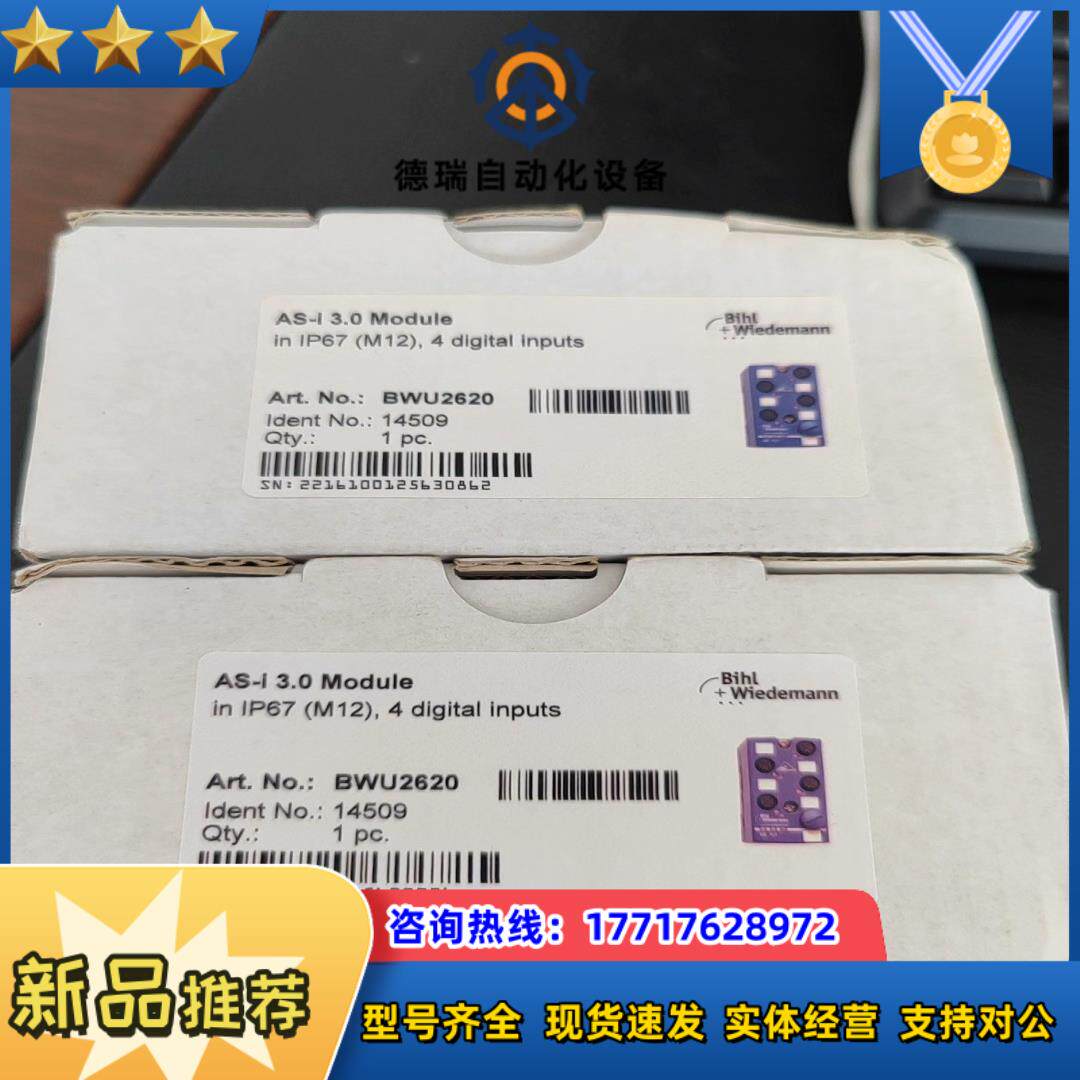 德瑞自动化设备
AS-i 3.0 Module
in IP67 (M12), 4 digital inputs
Bihl
+Wiedemann
Art. No.: BWU2620
Ident No.: 14509
Qty.: 1 pc.
SN: 2216100125630862
AS-i 3.0 Module
in IP67 (M12), 4 digital inputs
Bihl
+Wiedemann
Art. No.: BWU2620
Ident No.: 14509
Qty.: 1 pc.
咨询热线：17717628972
新品推荐
型号齐全 现货速发 实体经营 支持对公